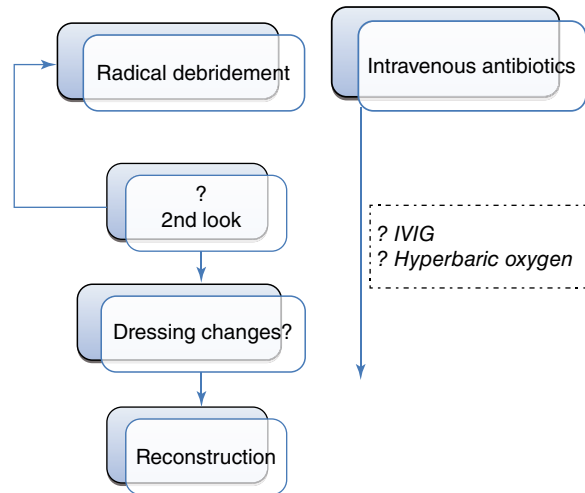 Radical debridement
Intravenous antibiotics
?
2nd look
? IVIG
? Hyperbaric oxygen
Dressing changes?
Reconstruction